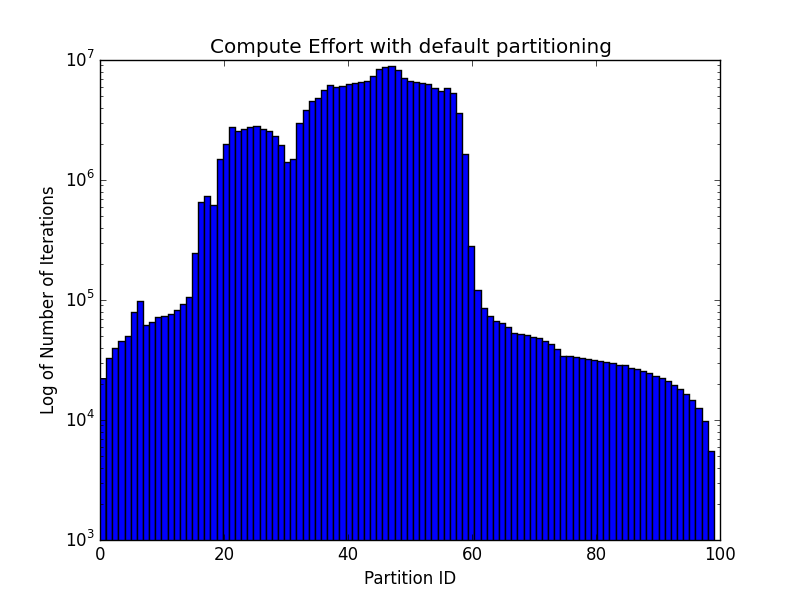 Compute Effort with default partitioning
10^7
10^6
10^5
10^4
10^3
Log of Number of Iterations
0 20 40 60 80 100
Partition ID